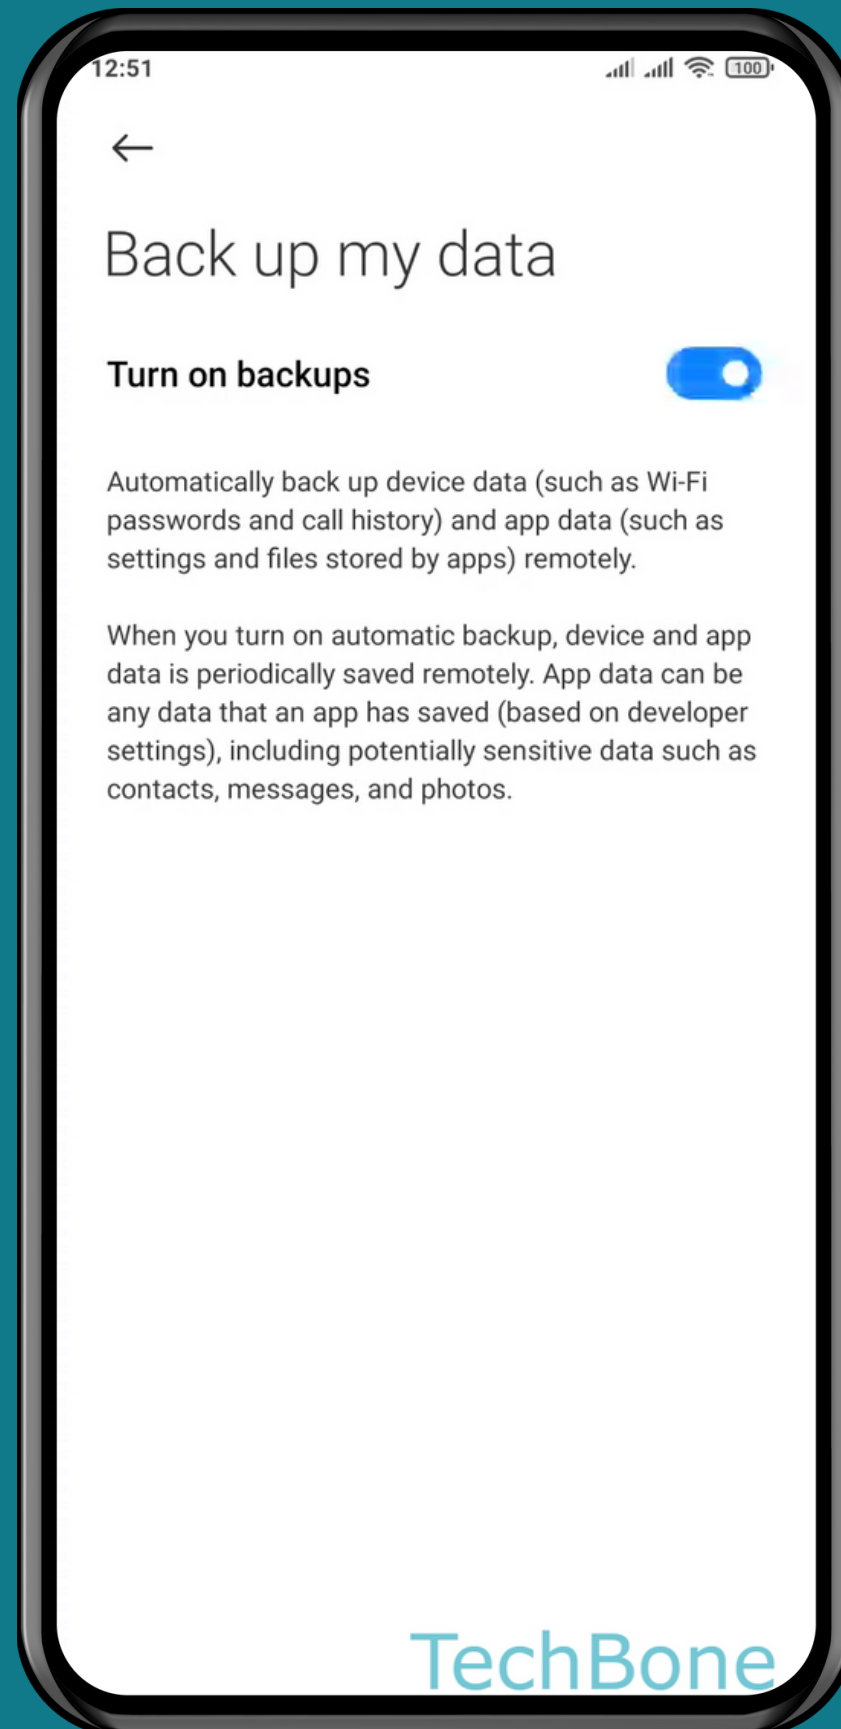 12:51
100
Back up my data
Turn on backups
Automatically back up device data (such as Wi-Fi
passwords and call history) and app data (such as
settings and files stored by apps) remotely.
When you turn on automatic backup, device and app
data is periodically saved remotely. App data can be
any data that an app has saved (based on developer
settings), including potentially sensitive data such as
contacts, messages, and photos.
TechBone